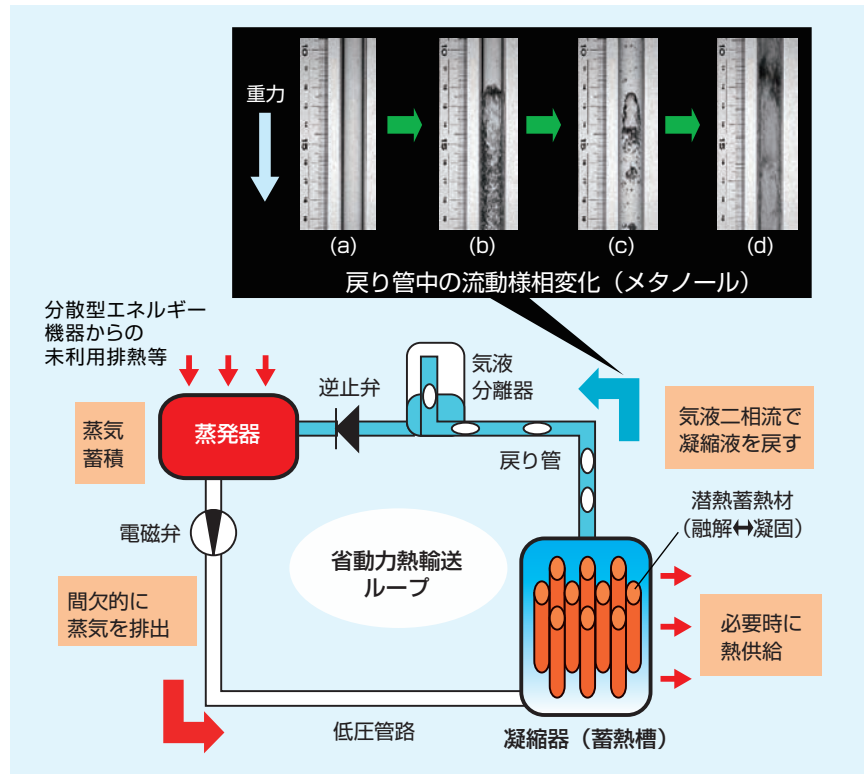 重力
(a)
(b)
(c)
(d)
戻り管中の流動様相変化（メタノール）
分散型エネルギー
機器からの
未利用排熱等
蒸気
蓄積
蒸発器
逆止弁
気液
分離器
戻り管
気液二相流で
凝縮液を戻す
電磁弁
省動力熱輸送
ループ
潜熱蓄熱材
（融解⬌凝固）
間欠的に
蒸気を排出
必要時に
熱供給
低圧管路
凝縮器（蓄熱槽）